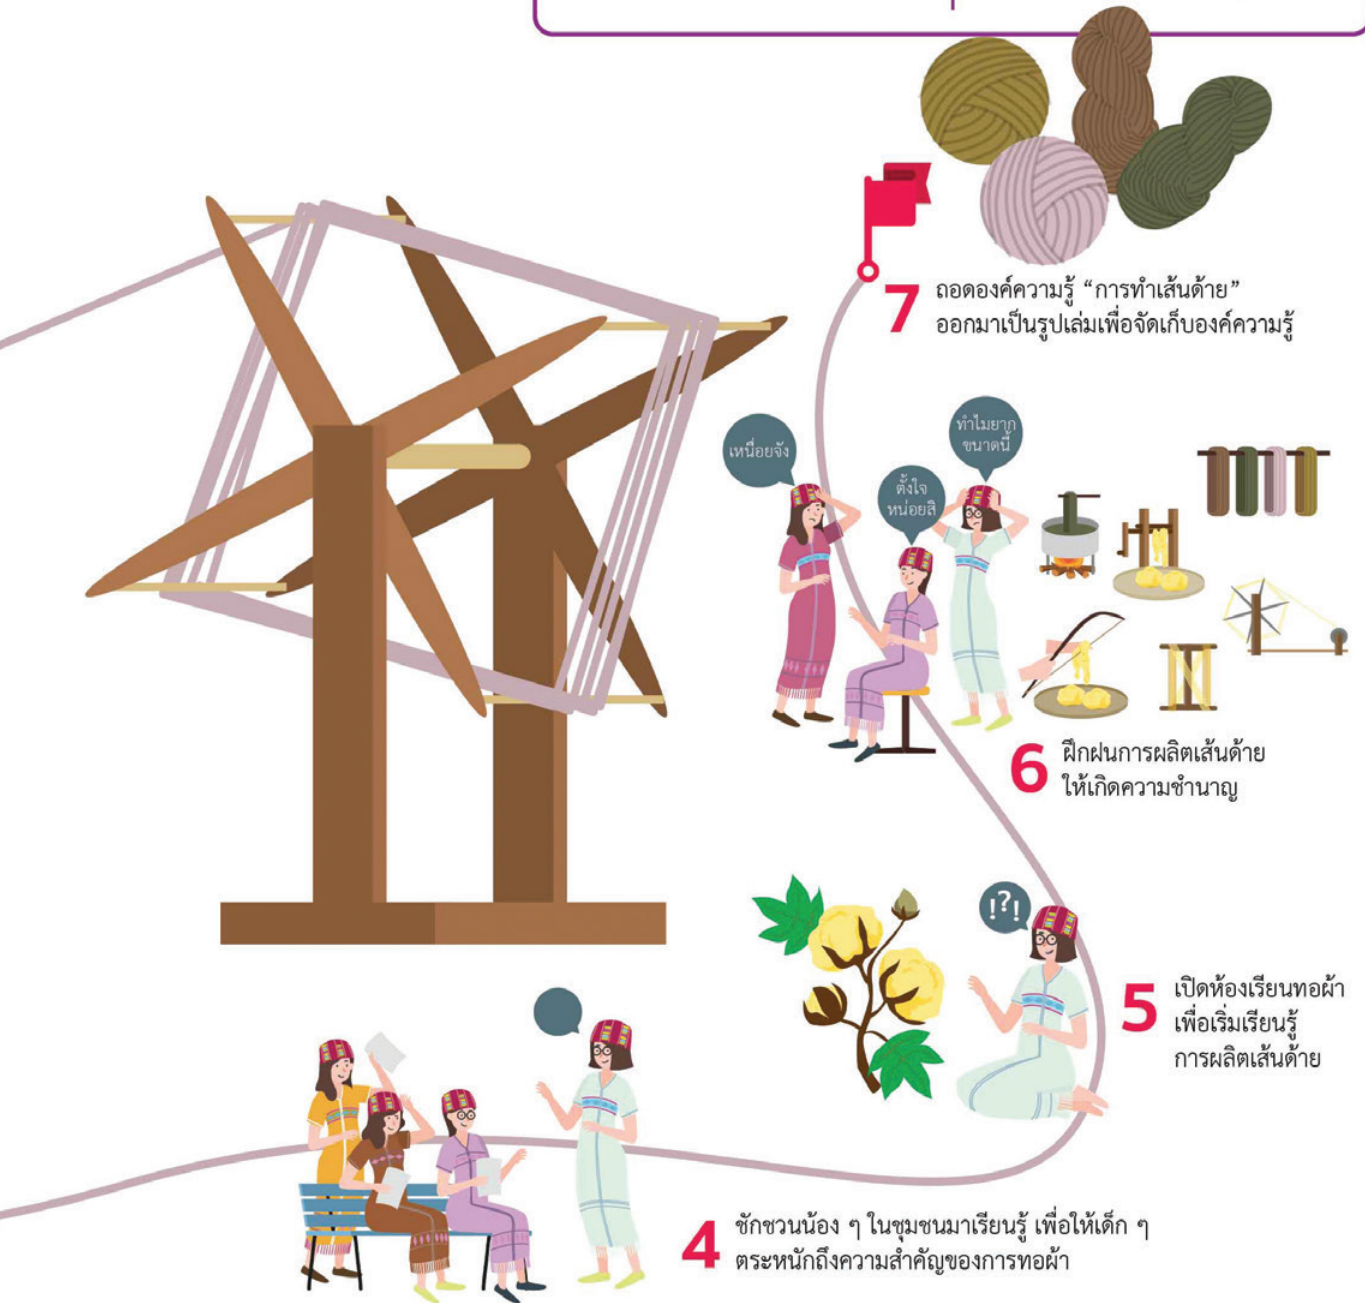 7
ถอดองค์ความรู้ “การทำเส้นด้าย”
ออกมาเป็นรูปเล่มเพื่อจัดเก็บองค์ความรู้
เหนื่อยจัง
ตั้งใจ
หน่อยสิ
ทำไมยาก
ขนาดนี้
6
ฝึกฝนการผลิตเส้นด้าย
ให้เกิดความชำนาญ
!?!
5
เปิดห้องเรียนทอผ้า
เพื่อเริ่มเรียนรู้
การผลิตเส้นด้าย
4
ชักชวนน้อง ๆ ในชุมชนมาเรียนรู้ เพื่อให้เด็ก ๆ
ตระหนักถึงความสำคัญของการทอผ้า